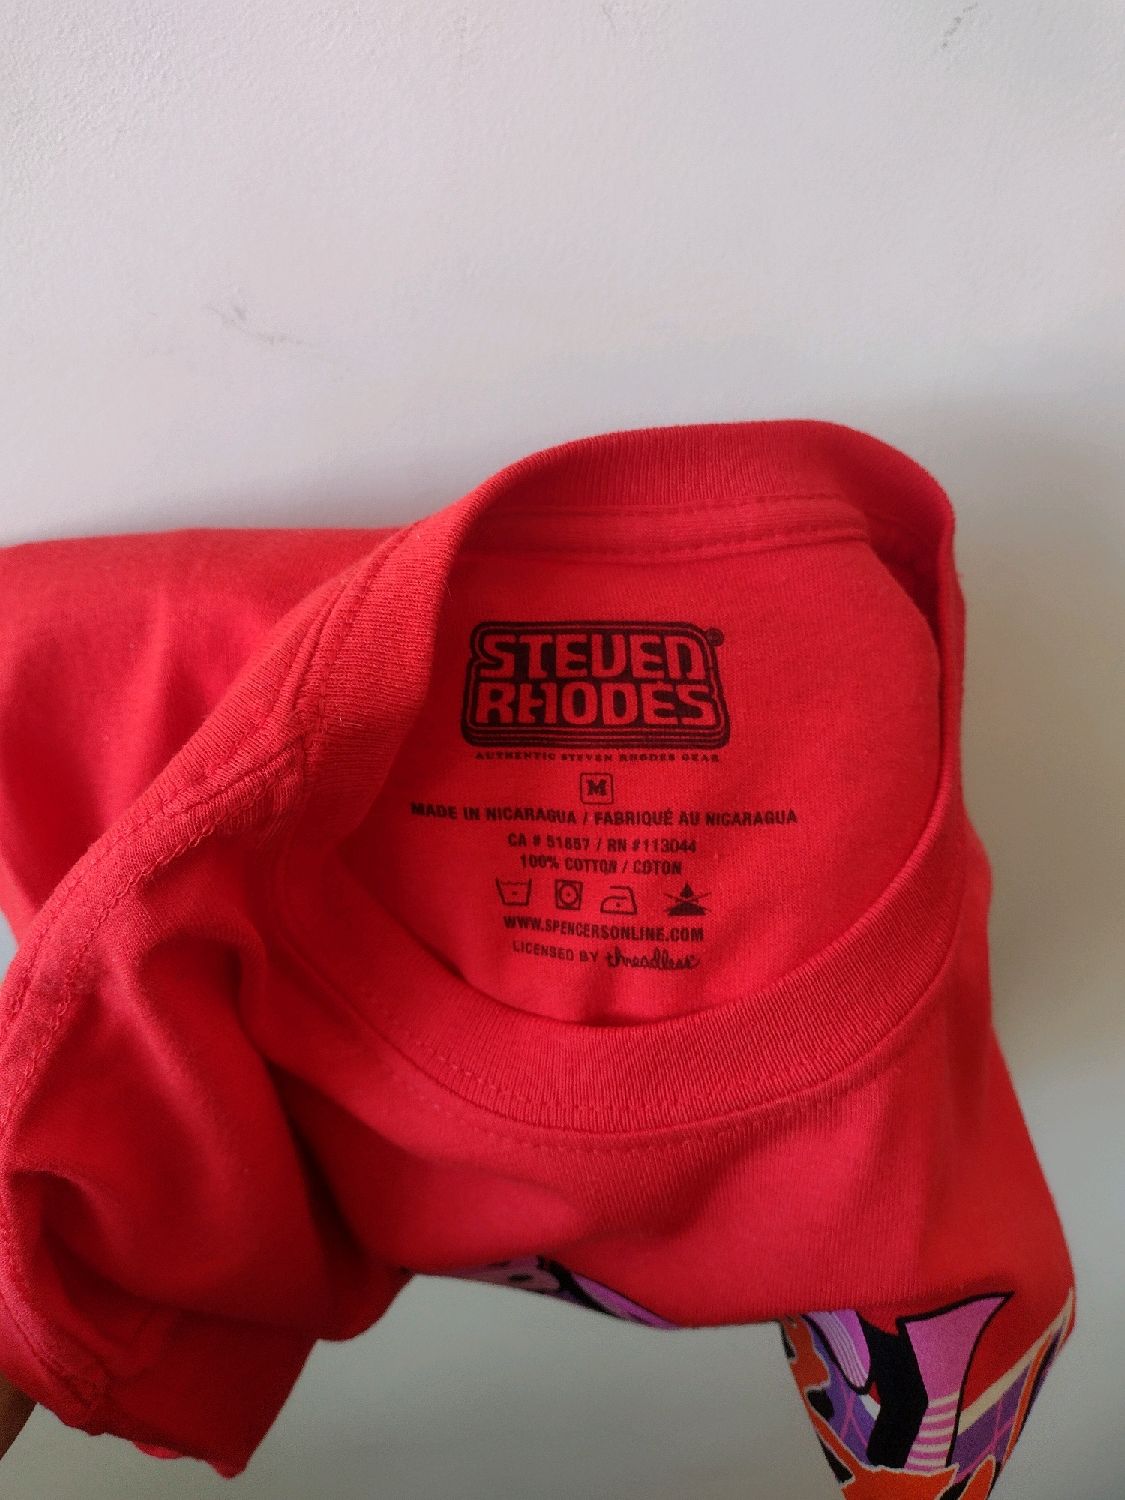 STEVEN
RHODES
®
AUTHENTIC STEVEN RHODES GEAR
M
MADE IN NICARAGUA / FABRIQUÉ AU NICARAGUA
CA # 51657 / RN #113044
100% COTTON / COTON
WWW.SPENCERSONLINE.COM
LICENSED BY threadless